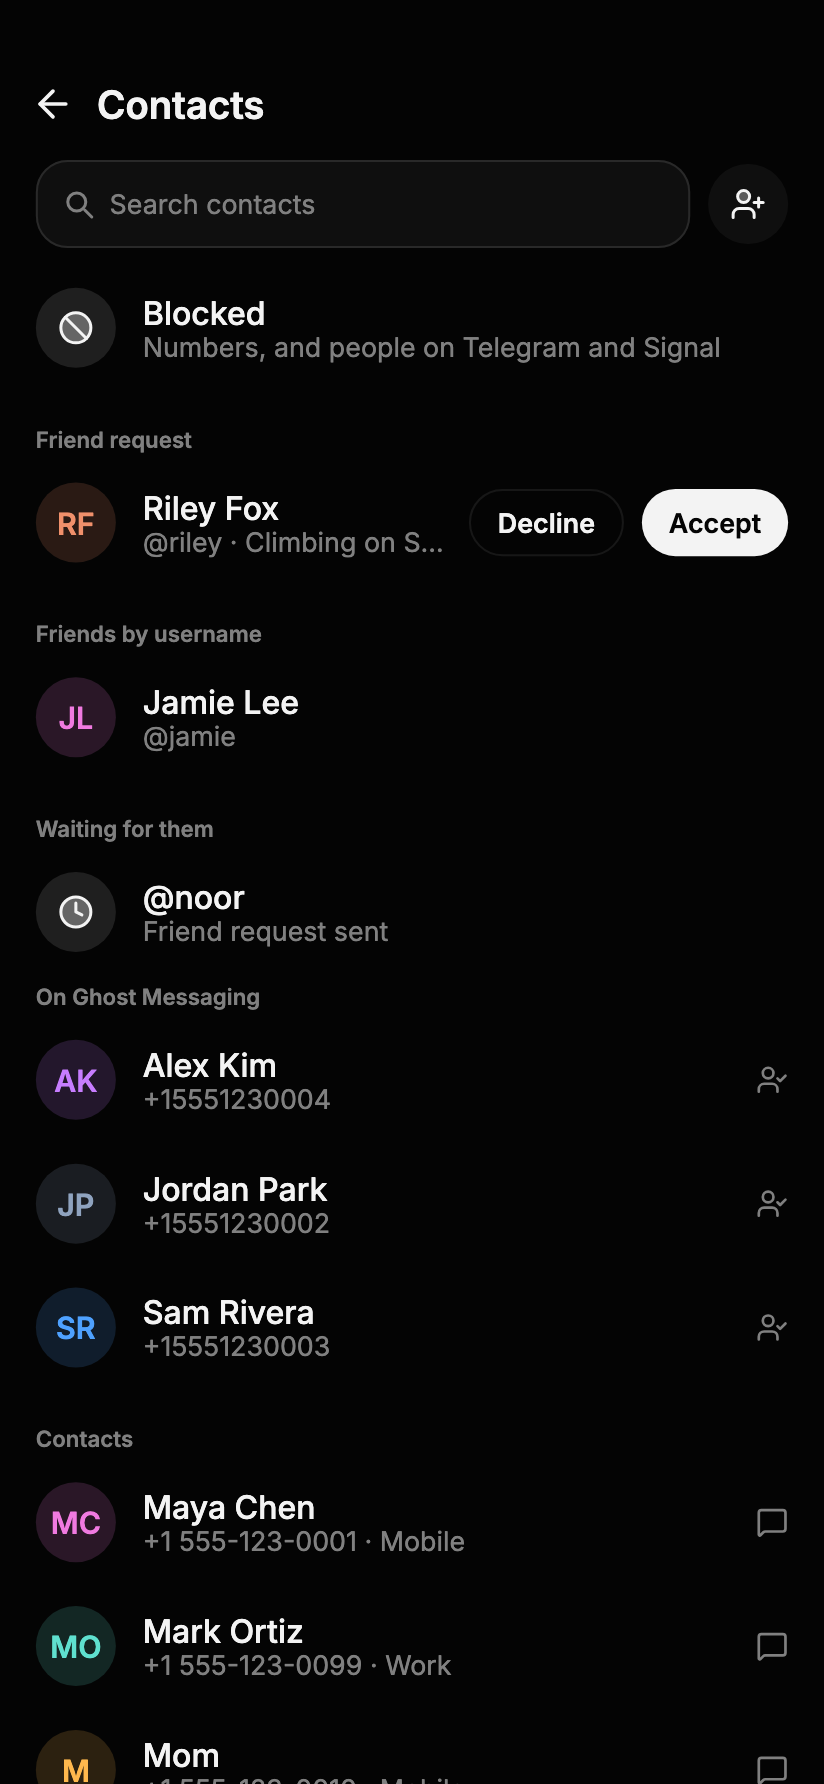 Contacts
Search contacts
Blocked
Numbers, and people on Telegram and Signal
Friend request
RF
Riley Fox
@riley · Climbing on S...
Decline
Accept
Friends by username
JL
Jamie Lee
@jamie
Waiting for them
@noor
Friend request sent
On Ghost Messaging
AK
Alex Kim
+15551230004
JP
Jordan Park
+15551230002
SR
Sam Rivera
+15551230003
Contacts
MC
Maya Chen
+1 555-123-0001 · Mobile
MO
Mark Ortiz
+1 555-123-0099 · Work
M
Mom